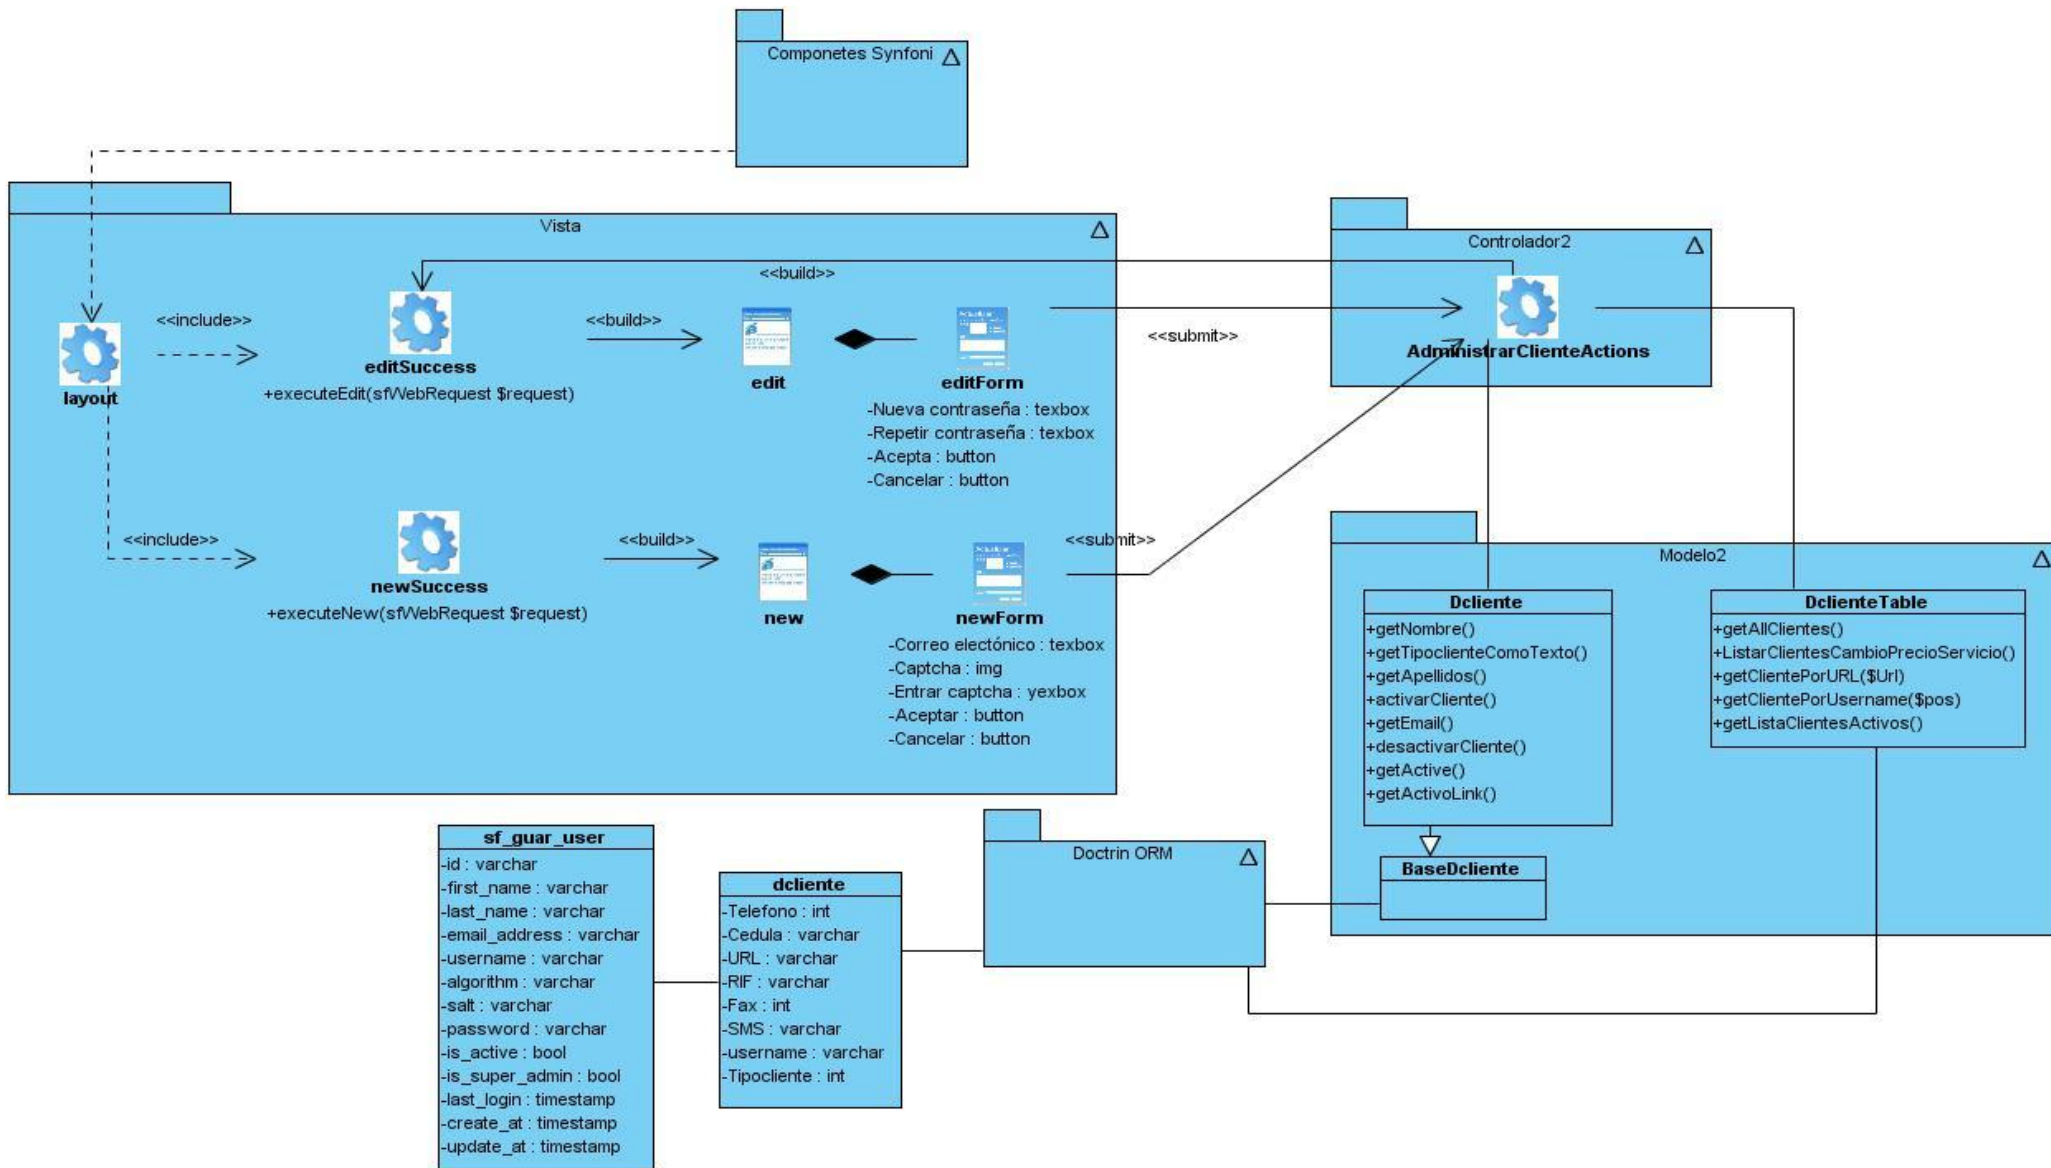 Componetes Synfoni
Vista
Controlador2
<<build>>
<<include>>
<<build>>
<<submit>>
layout
editSuccess
+executeEdit(sfWebRequest $request)
edit
editForm
-Nueva contraseña : texbox
-Repetir contraseña : texbox
-Acepta : button
-Cancelar : button
AdministrarClienteActions
<<include>>
<<build>>
<<submit>>
newSuccess
+executeNew(sfWebRequest $request)
new
newForm
-Correo electónico : texbox
-Captcha : img
-Entrar captcha : yexbox
-Aceptar : button
-Cancelar : button
Modelo2
Dcliente
+getNombre()
+getTipoclienteComoTexto()
+getApellidos()
+activarCliente()
+getEmail()
+desactivarCliente()
+getActive()
+getActivoLink()
DclienteTable
+getAllClientes()
+ListarClientesCambioPrecioServicio()
+getClientePorURL($Url)
+getClientePorUsername($pos)
+getListaClientesActivos()
BaseDcliente
Doctrin ORM
sf_guar_user
-id : varchar
-first_name : varchar
-last_name : varchar
-email_address : varchar
-username : varchar
-algorithm : varchar
-salt : varchar
-password : varchar
-is_active : bool
-is_super_admin : bool
-last_login : timestamp
-create_at : timestamp
-update_at : timestamp
dcliente
-Telefono : int
-Cedula : varchar
-URL : varchar
-RIF : varchar
-Fax : int
-SMS : varchar
-username : varchar
-Tipocliente : int